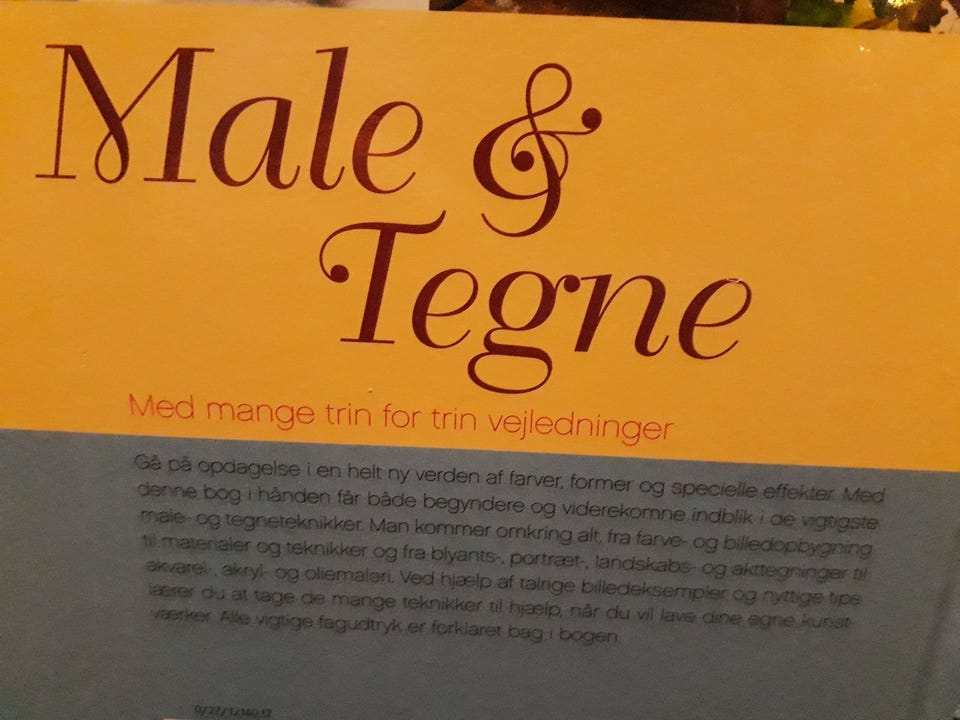 Male &
Tegne
Med mange trin for trin vejledninger
Gå på opdagelse i en helt ny verden af farver, former og specielle effekter. Med
denne bog i hånden får både begyndere og viderekomne indblik i de vigtigste
male- og tegneteknikker. Man kommer omkring alt, fra farve- og billedopbygning
til materialer og teknikker og fra blyants-, portræt-, landskabs- og akttegninger til
akvarel-, akryl- og oliemaleri. Ved hjælp af talrige billedeksempler og nyttige tips
lærer du at tage de mange teknikker til hjælp, når du vil lave dine egne kunst-
værker. Alle vigtige fagudtryk er forklaret bag i bogen.